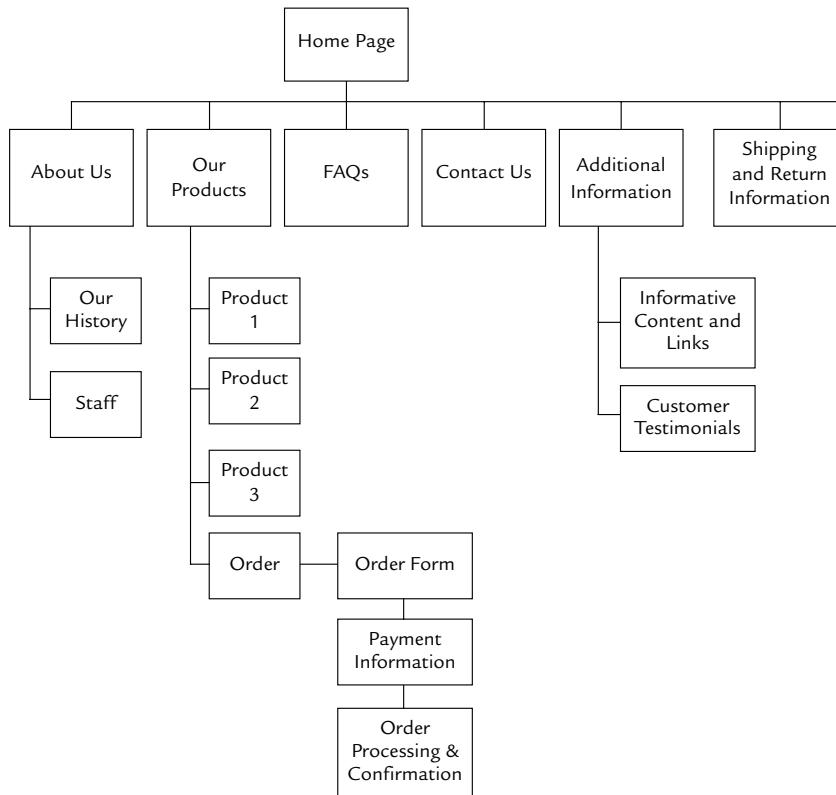 Home Page
About Us
Our
Products
FAQs
Contact Us
Additional
Information
Shipping
and Return
Information
Our
History
Staff
Product
1
Product
2
Product
3
Order
Order Form
Payment
Information
Order
Processing &
Confirmation
Informative
Content and
Links
Customer
Testimonials